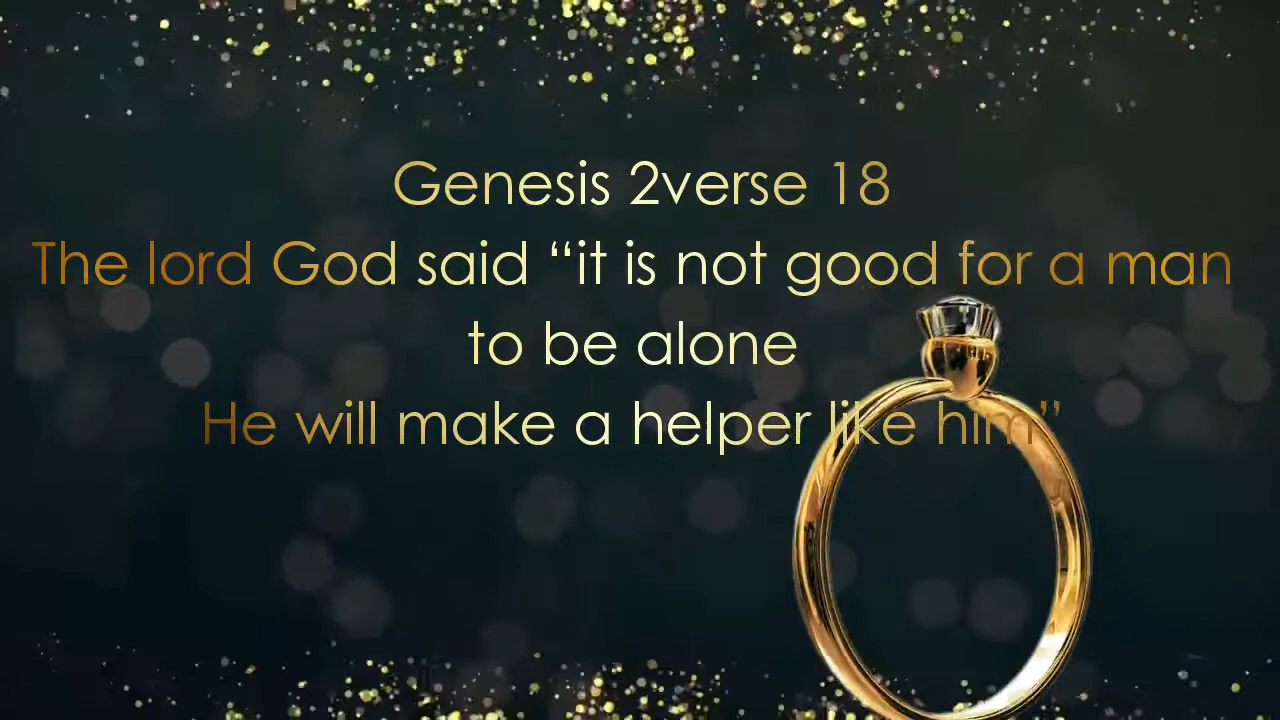 Genesis 2verse 18
The lord God said “it is not good for a man
to be alone
He will make a helper like him”